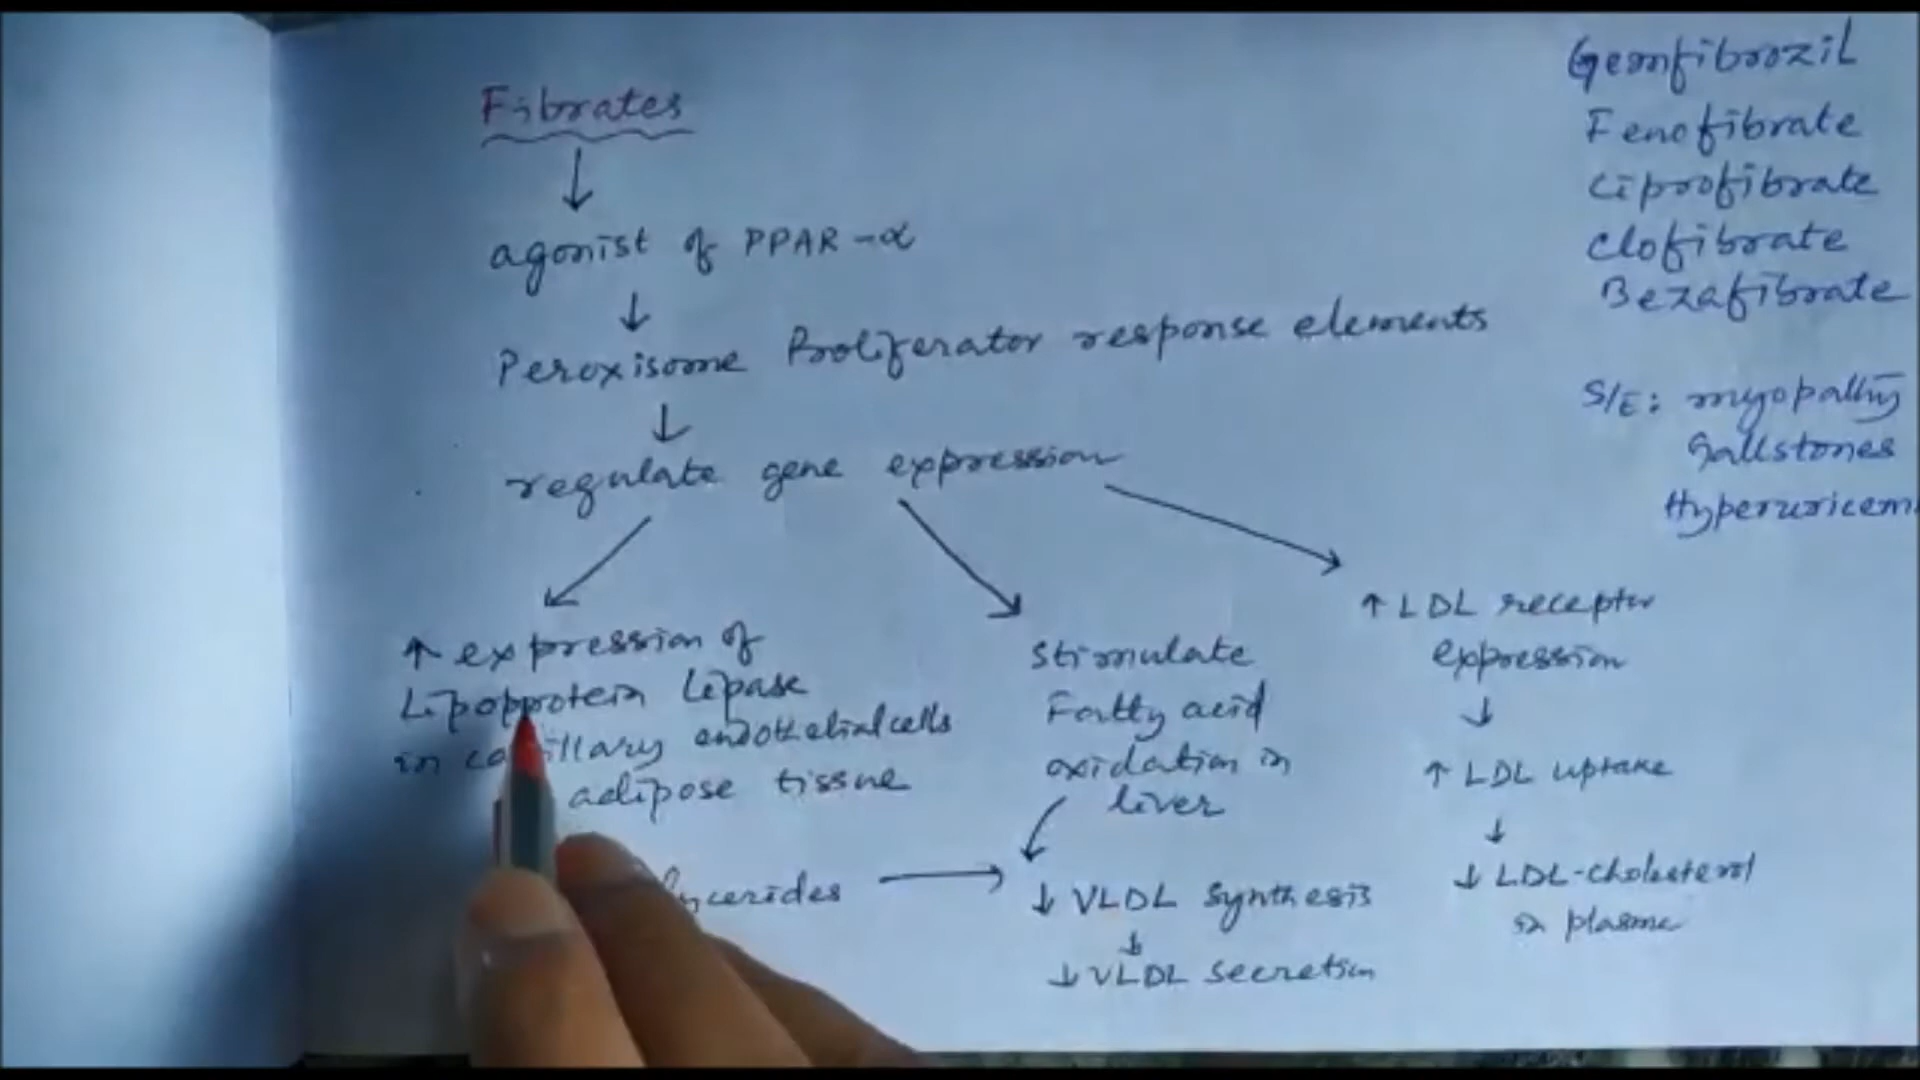 Fibrates
↓
agonist of PPAR-α
↓
Peroxisome Proliferator response elements
↓
regulate gene expression
↑ expression of
Lipoprotein Lipase
in capillary endothelial cells
adipose tissue
→
Stimulate
Fatty acid
oxidation in
liver
↓ VLDL synthesis
↓
↓ VLDL secretion
↑ LDL receptor
expression
↓
↑ LDL uptake
↓
↓ LDL-cholesterol
in plasma
Gemfibrozil
Fenofibrate
Ciprofibrate
Clofibrate
Bezafibrate
S/E: myopathy
Gallstones